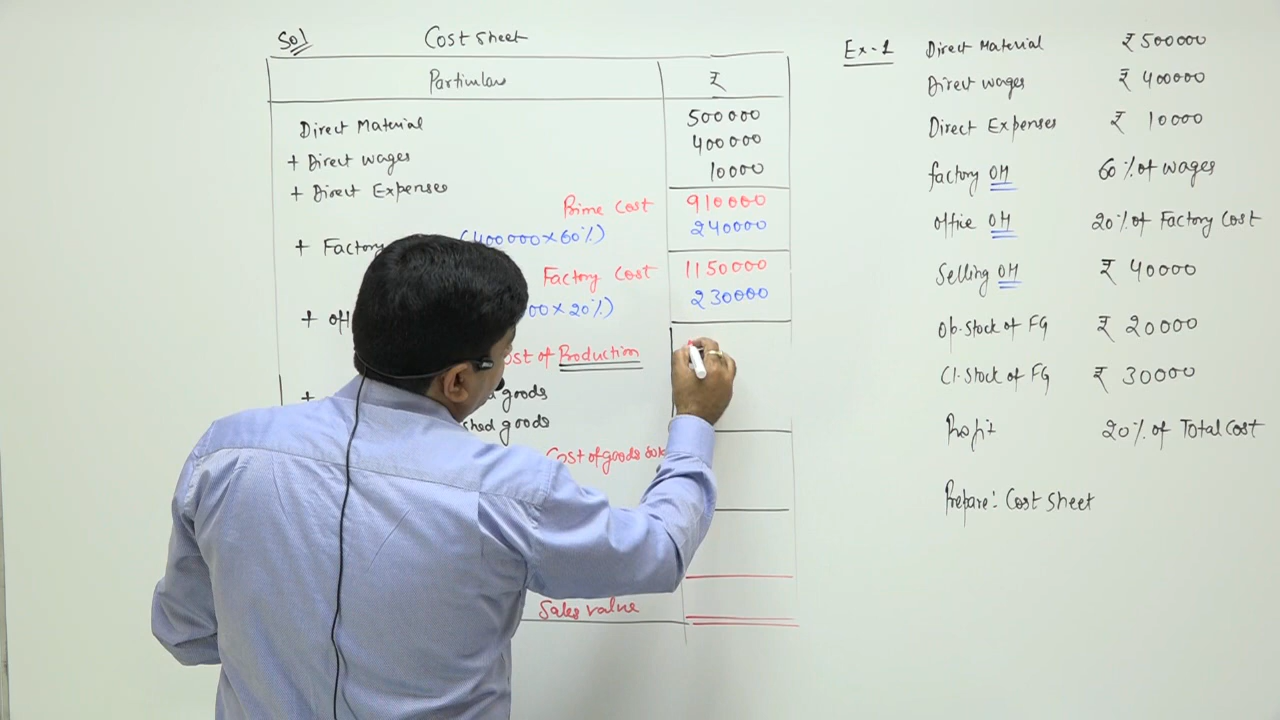 Sol
Cost Sheet
Particulars ₹
Direct Material 500000
+ Direct wages 400000
+ Direct Expenses 10000
Prime Cost 910000
+ Factory (400000×60%) 240000
Factory Cost 1150000
+ off 00×20%) 230000
ost of Production
+ d goods
shed goods
Cost of goods sol
Sales value
Ex-1 Direct Material ₹ 500000
Direct wages ₹ 400000
Direct Expenses ₹ 10000
factory OH 60% of wages
office OH 20% of Factory Cost
Selling OH ₹ 40000
Op. Stock of FG ₹ 20000
Cl. Stock of FG ₹ 30000
Profit 20% of Total Cost
Prepare: Cost Sheet